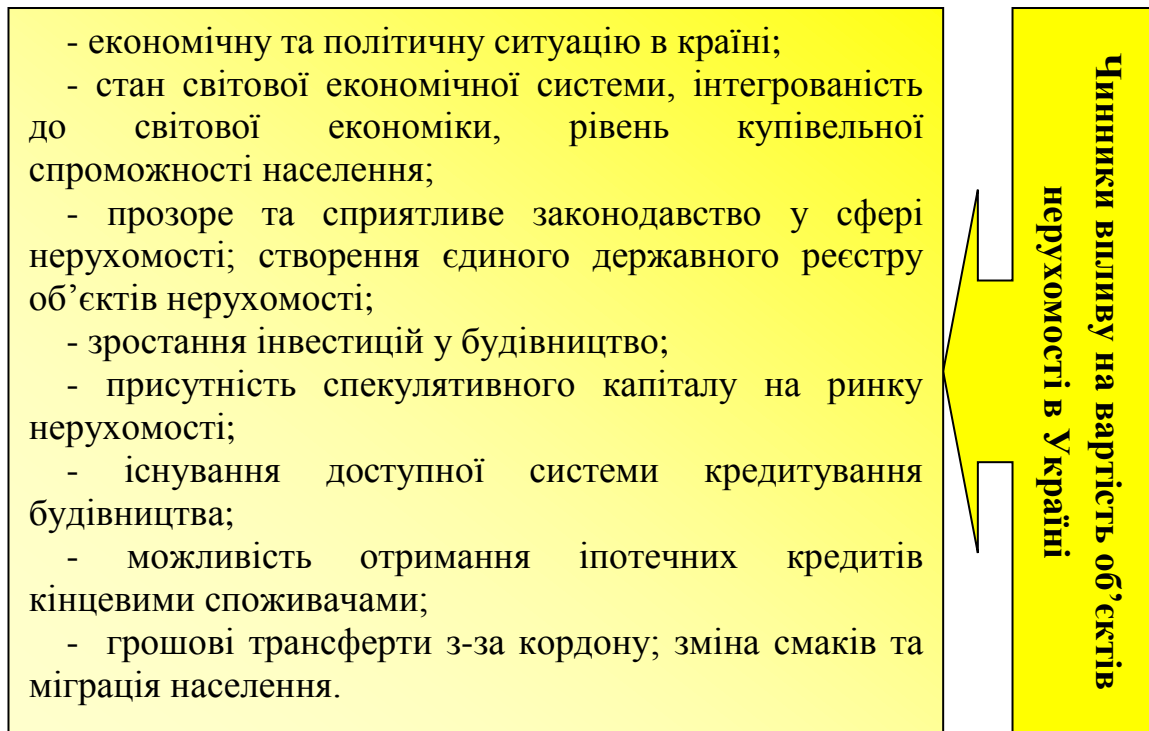 - економічну та політичну ситуацію в країні;
- стан світової економічної системи, інтегрованість
до світової економіки, рівень купівельної
спроможності населення;
- прозоре та сприятливе законодавство у сфері
нерухомості; створення єдиного державного реєстру
об’єктів нерухомості;
- зростання інвестицій у будівництво;
- присутність спекулятивного капіталу на ринку
нерухомості;
- існування доступної системи кредитування
будівництва;
- можливість отримання іпотечних кредитів
кінцевими споживачами;
- грошові трансферти з-за кордону; зміна смаків та
міграція населення.
Чинники впливу на вартість об’єктів
нерухомості в Україні